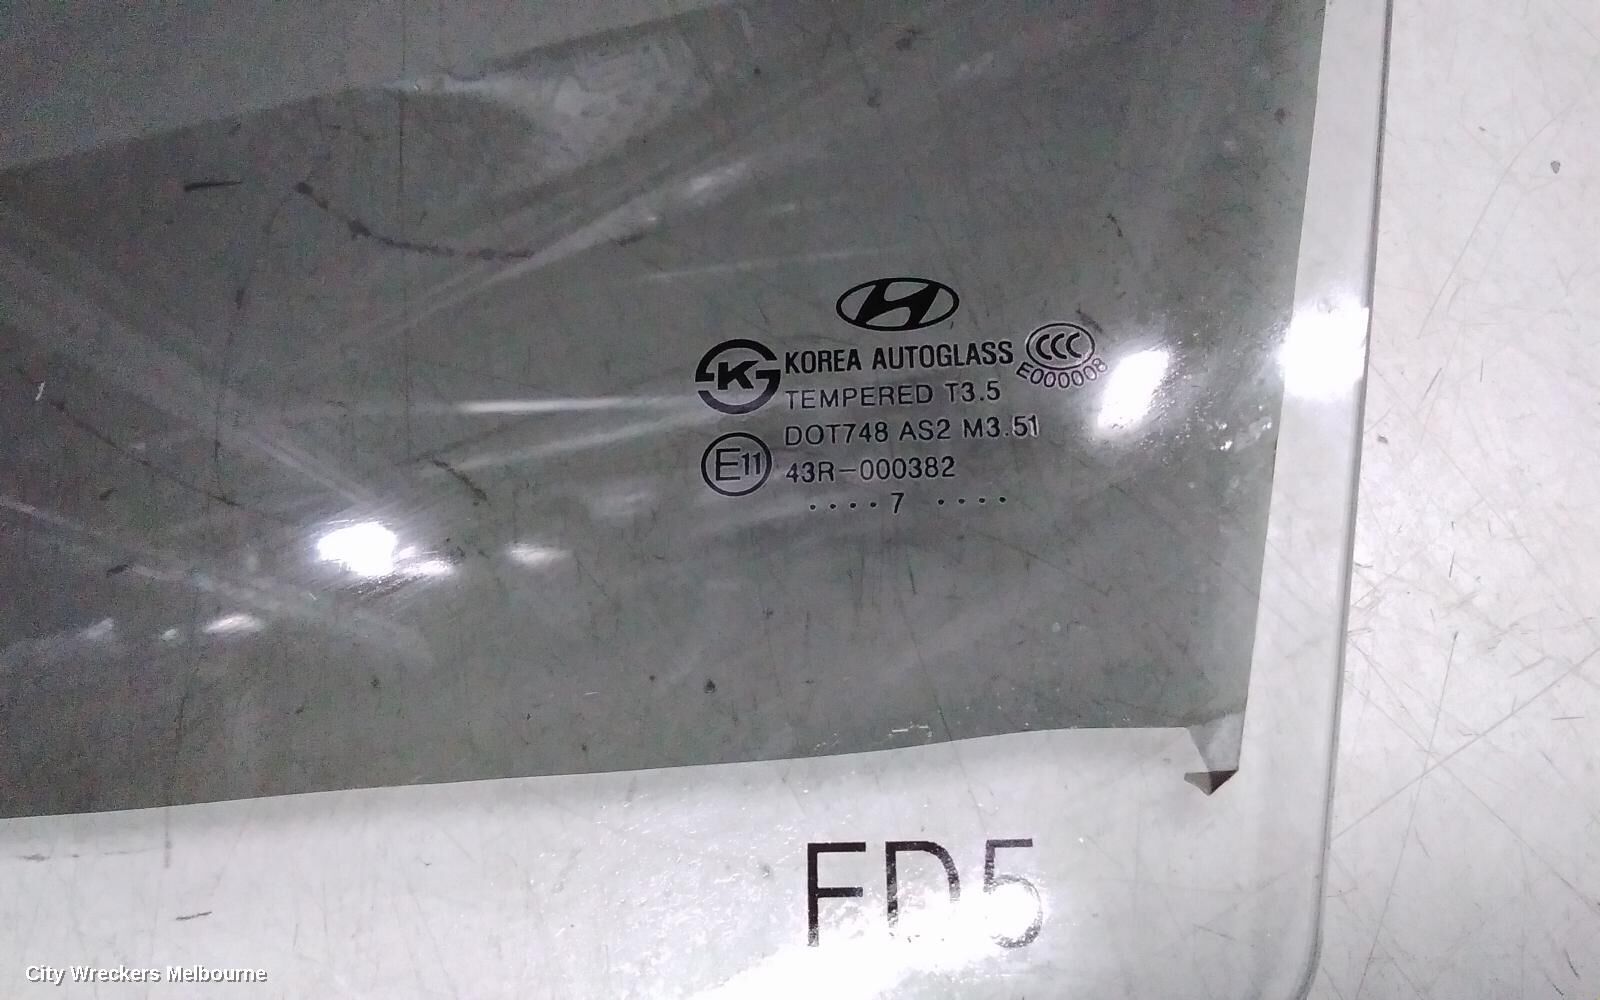 KOREA AUTOGLASS
CCC
E000008
K
TEMPERED T3.5
DOT748 AS2 M3.51
E11
43R-000382
....7 ....
FD5
City Wreckers Melbourne